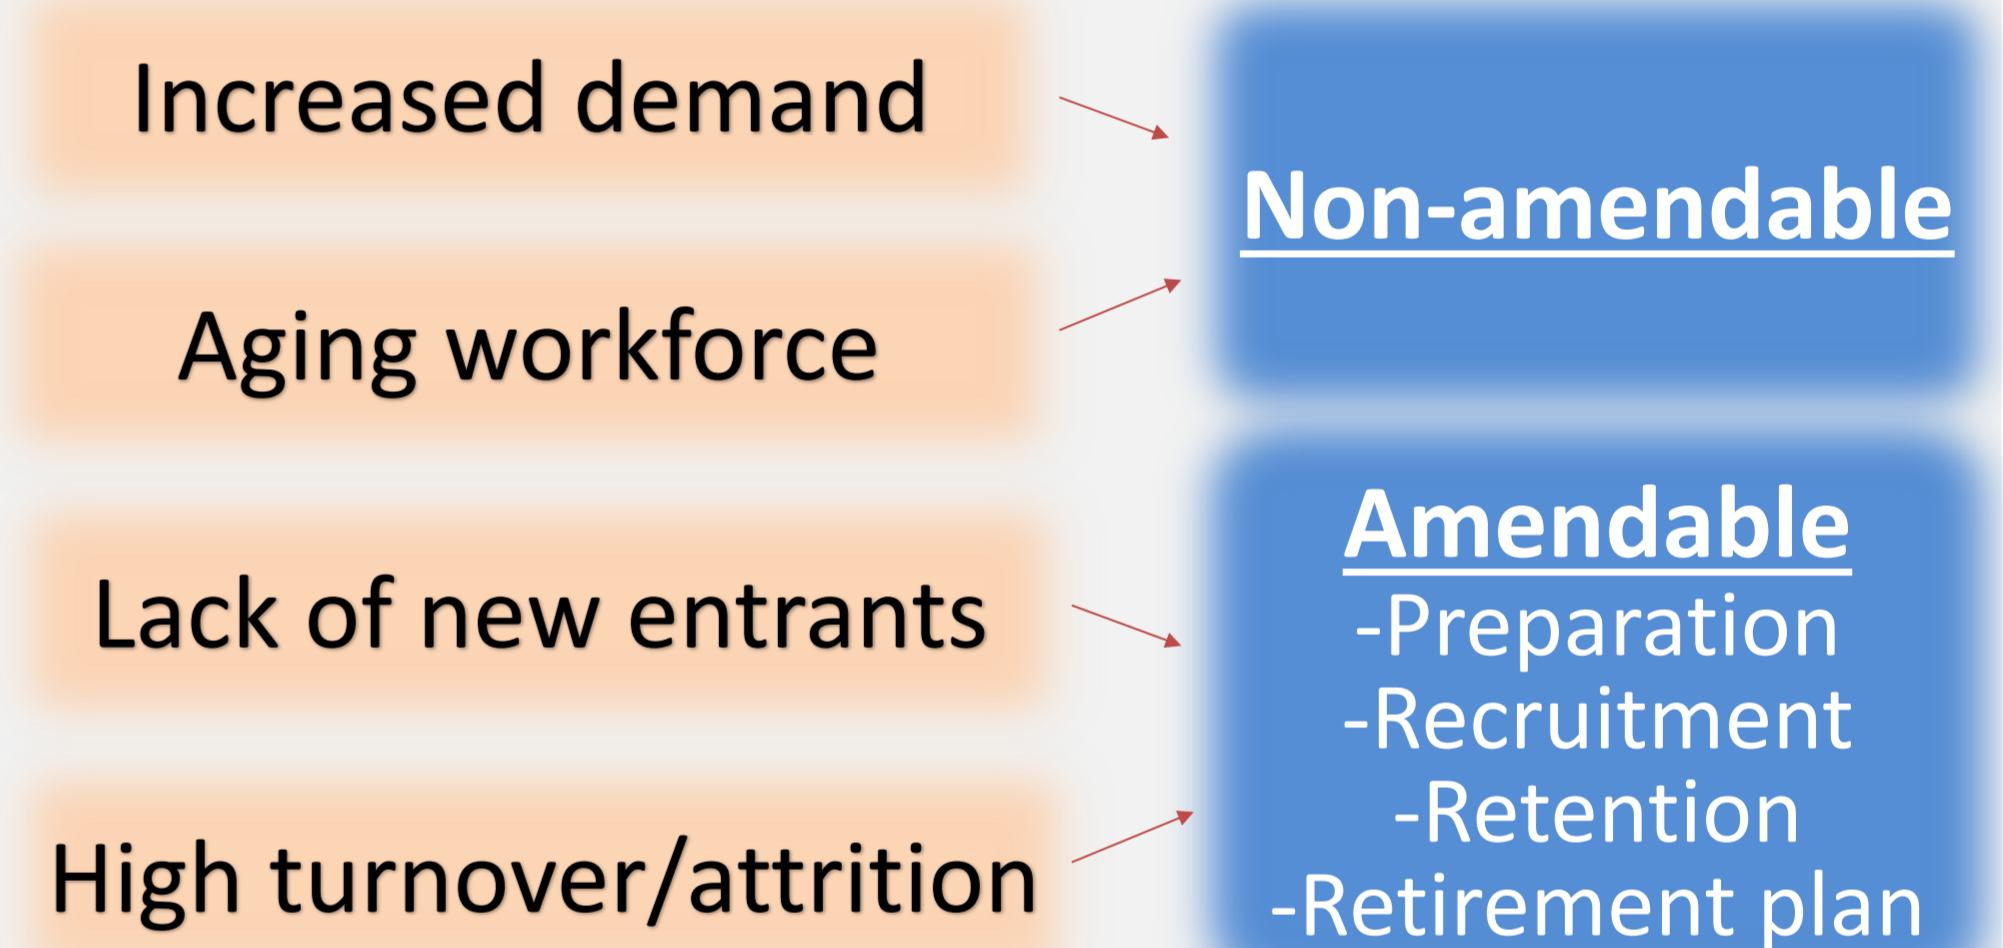 Increased demand
Aging workforce
Lack of new entrants
High turnover/attrition
Non-amendable
Amendable
-Preparation
-Recruitment
-Retention
-Retirement plan